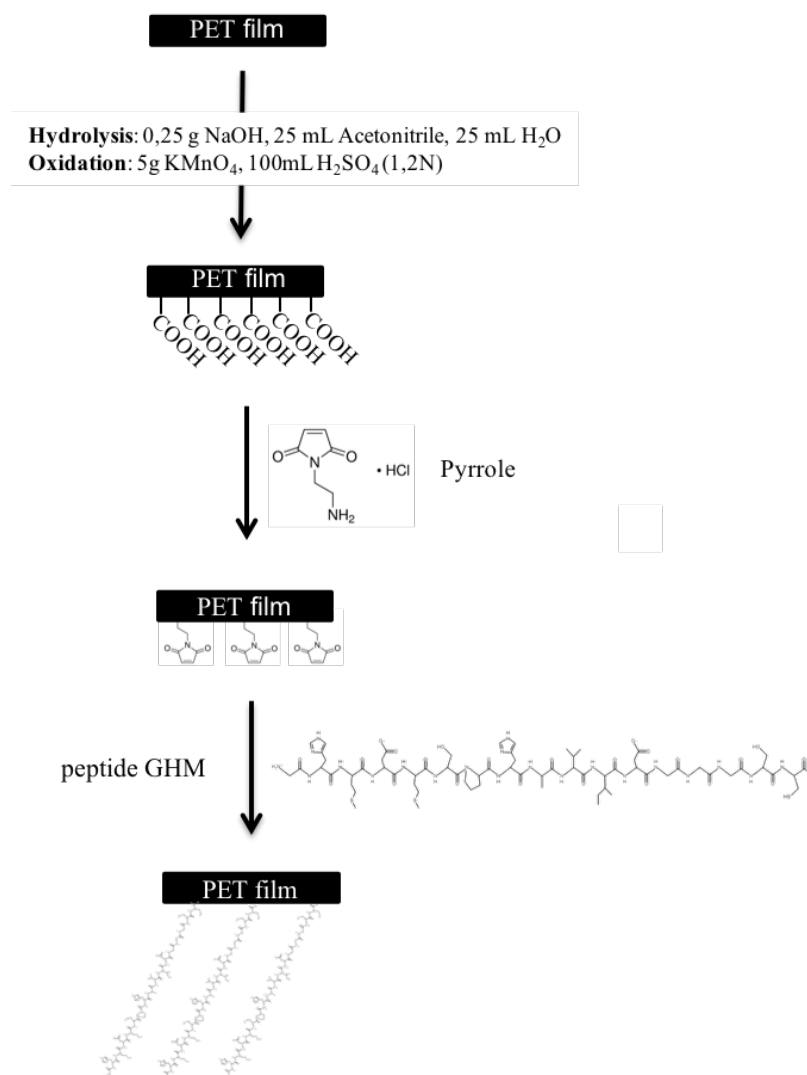 PET film
Hydrolysis: 0,25 g NaOH, 25 mL Acetonitrile, 25 mL H₂O
Oxidation: 5g KMnO₄, 100mL H₂SO₄ (1,2N)
PET film
COOH COOH COOH COOH COOH COOH
O N O
• HCl
NH₂
Pyrrole
PET film
O N O O N O O N O
peptide GHM
PET film